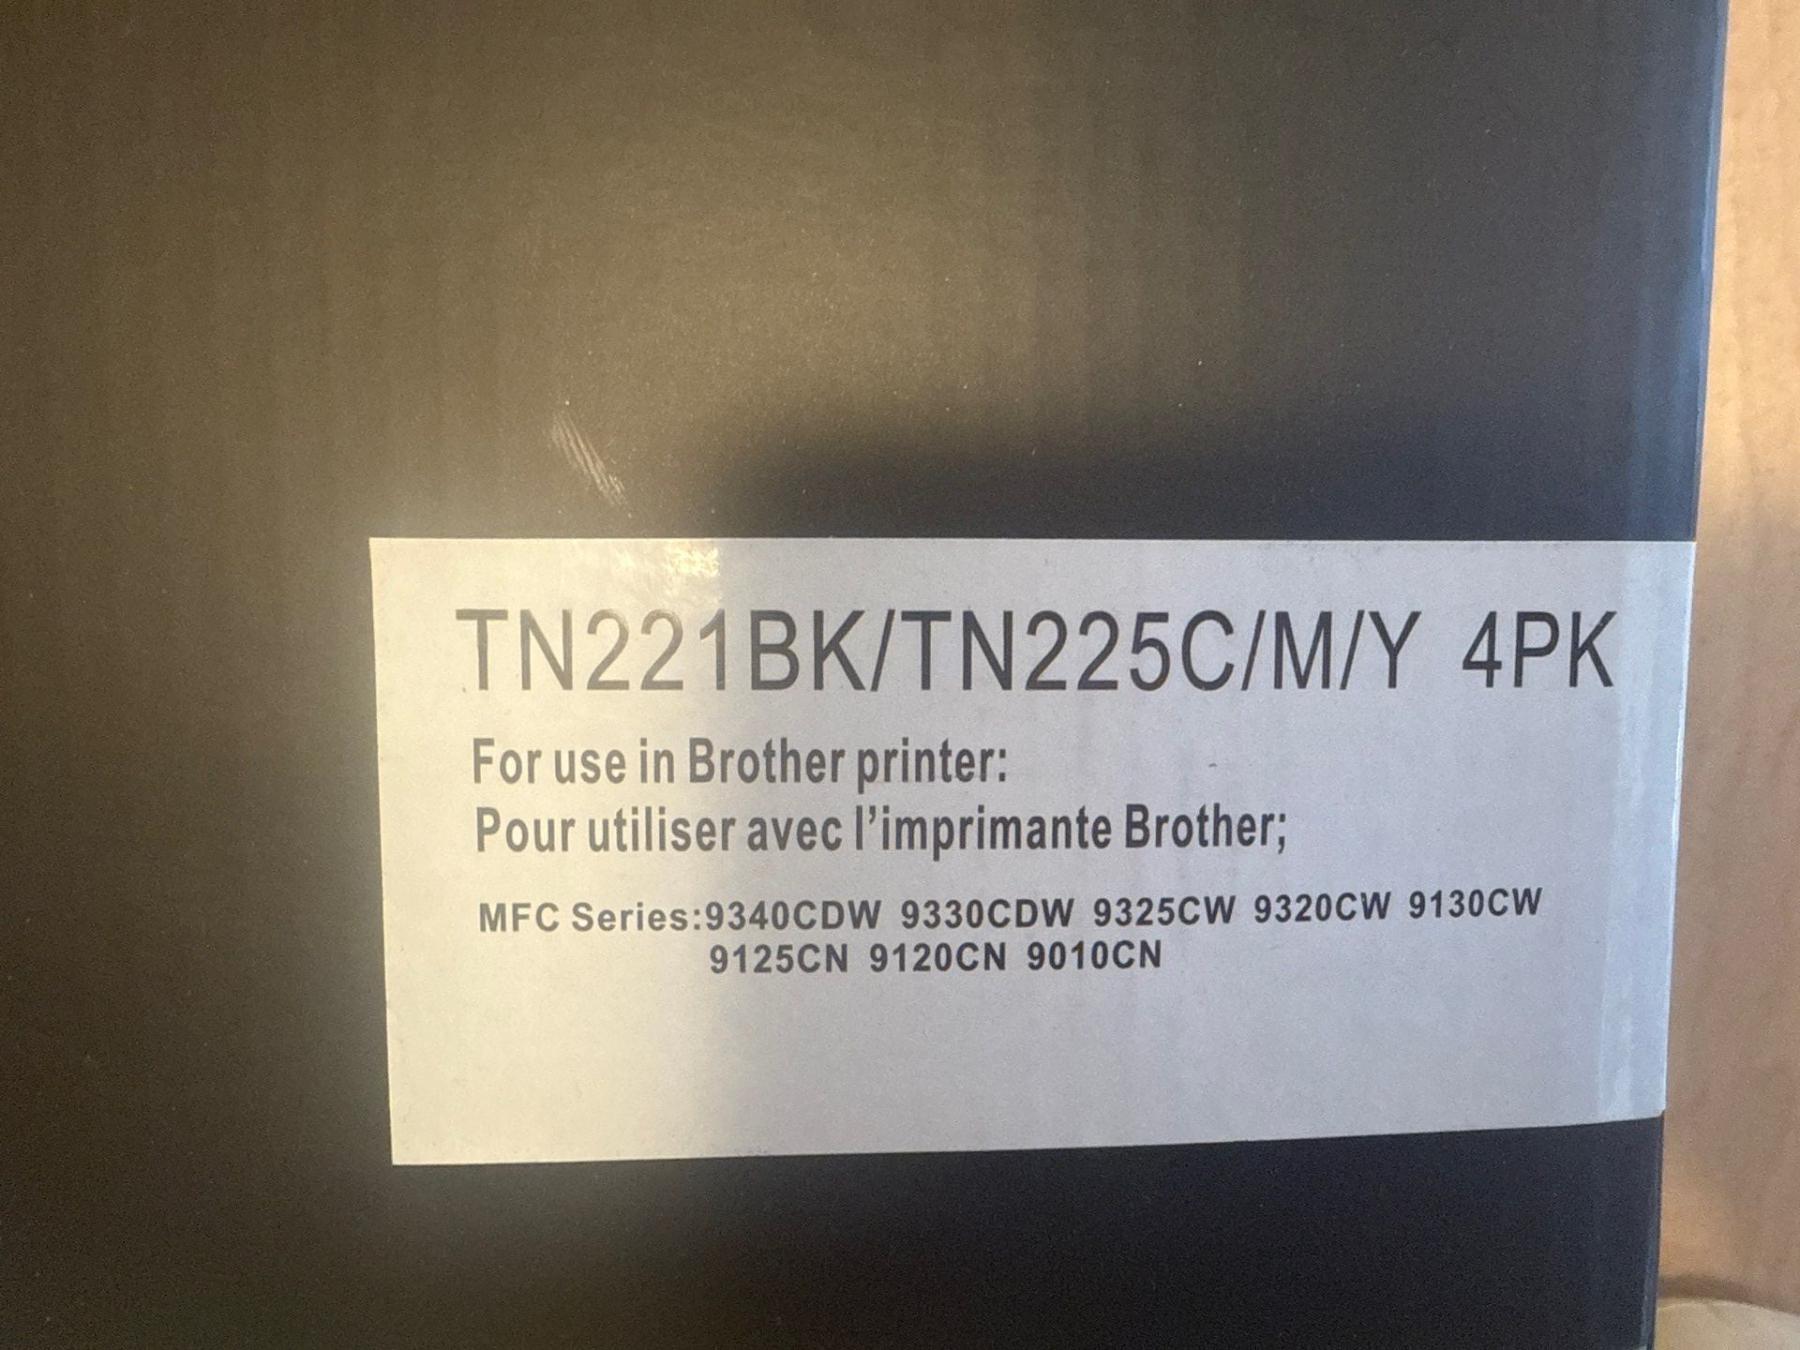 TN221BK/TN225C/M/Y 4PK
For use in Brother printer:
Pour utiliser avec l'imprimante Brother;
MFC Series:9340CDW 9330CDW 9325CW 9320CW 9130CW
9125CN 9120CN 9010CN